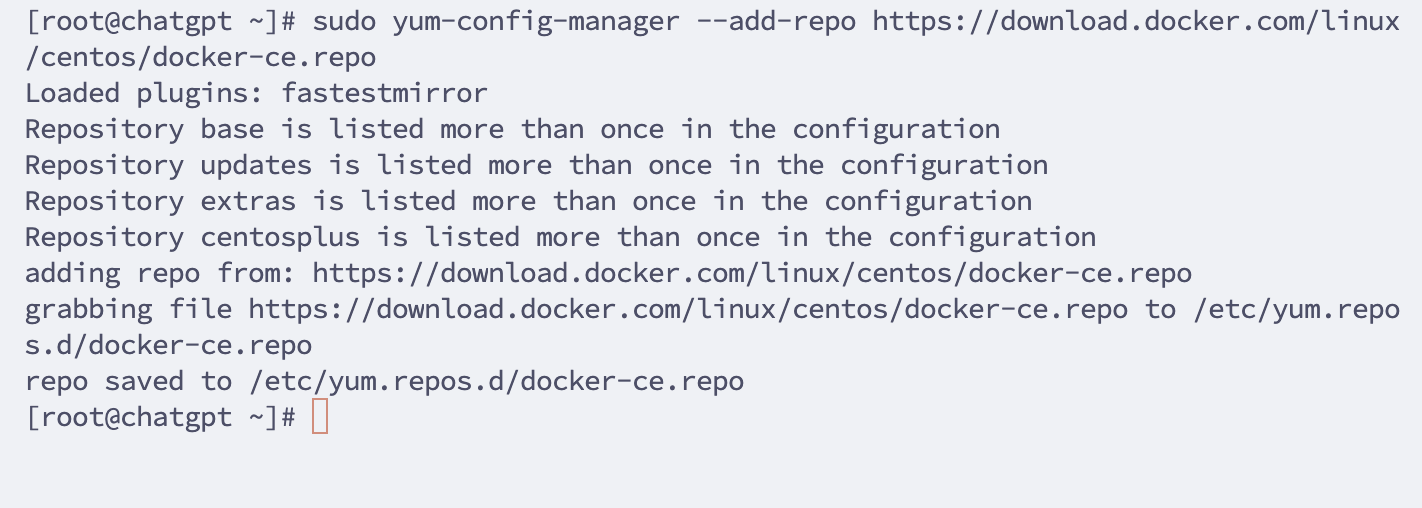 [root@chatgpt ~]# sudo yum-config-manager --add-repo https://download.docker.com/linux
/centos/docker-ce.repo
Loaded plugins: fastestmirror
Repository base is listed more than once in the configuration
Repository updates is listed more than once in the configuration
Repository extras is listed more than once in the configuration
Repository centosplus is listed more than once in the configuration
adding repo from: https://download.docker.com/linux/centos/docker-ce.repo
grabbing file https://download.docker.com/linux/centos/docker-ce.repo to /etc/yum.repo
s.d/docker-ce.repo
repo saved to /etc/yum.repos.d/docker-ce.repo
[root@chatgpt ~]#